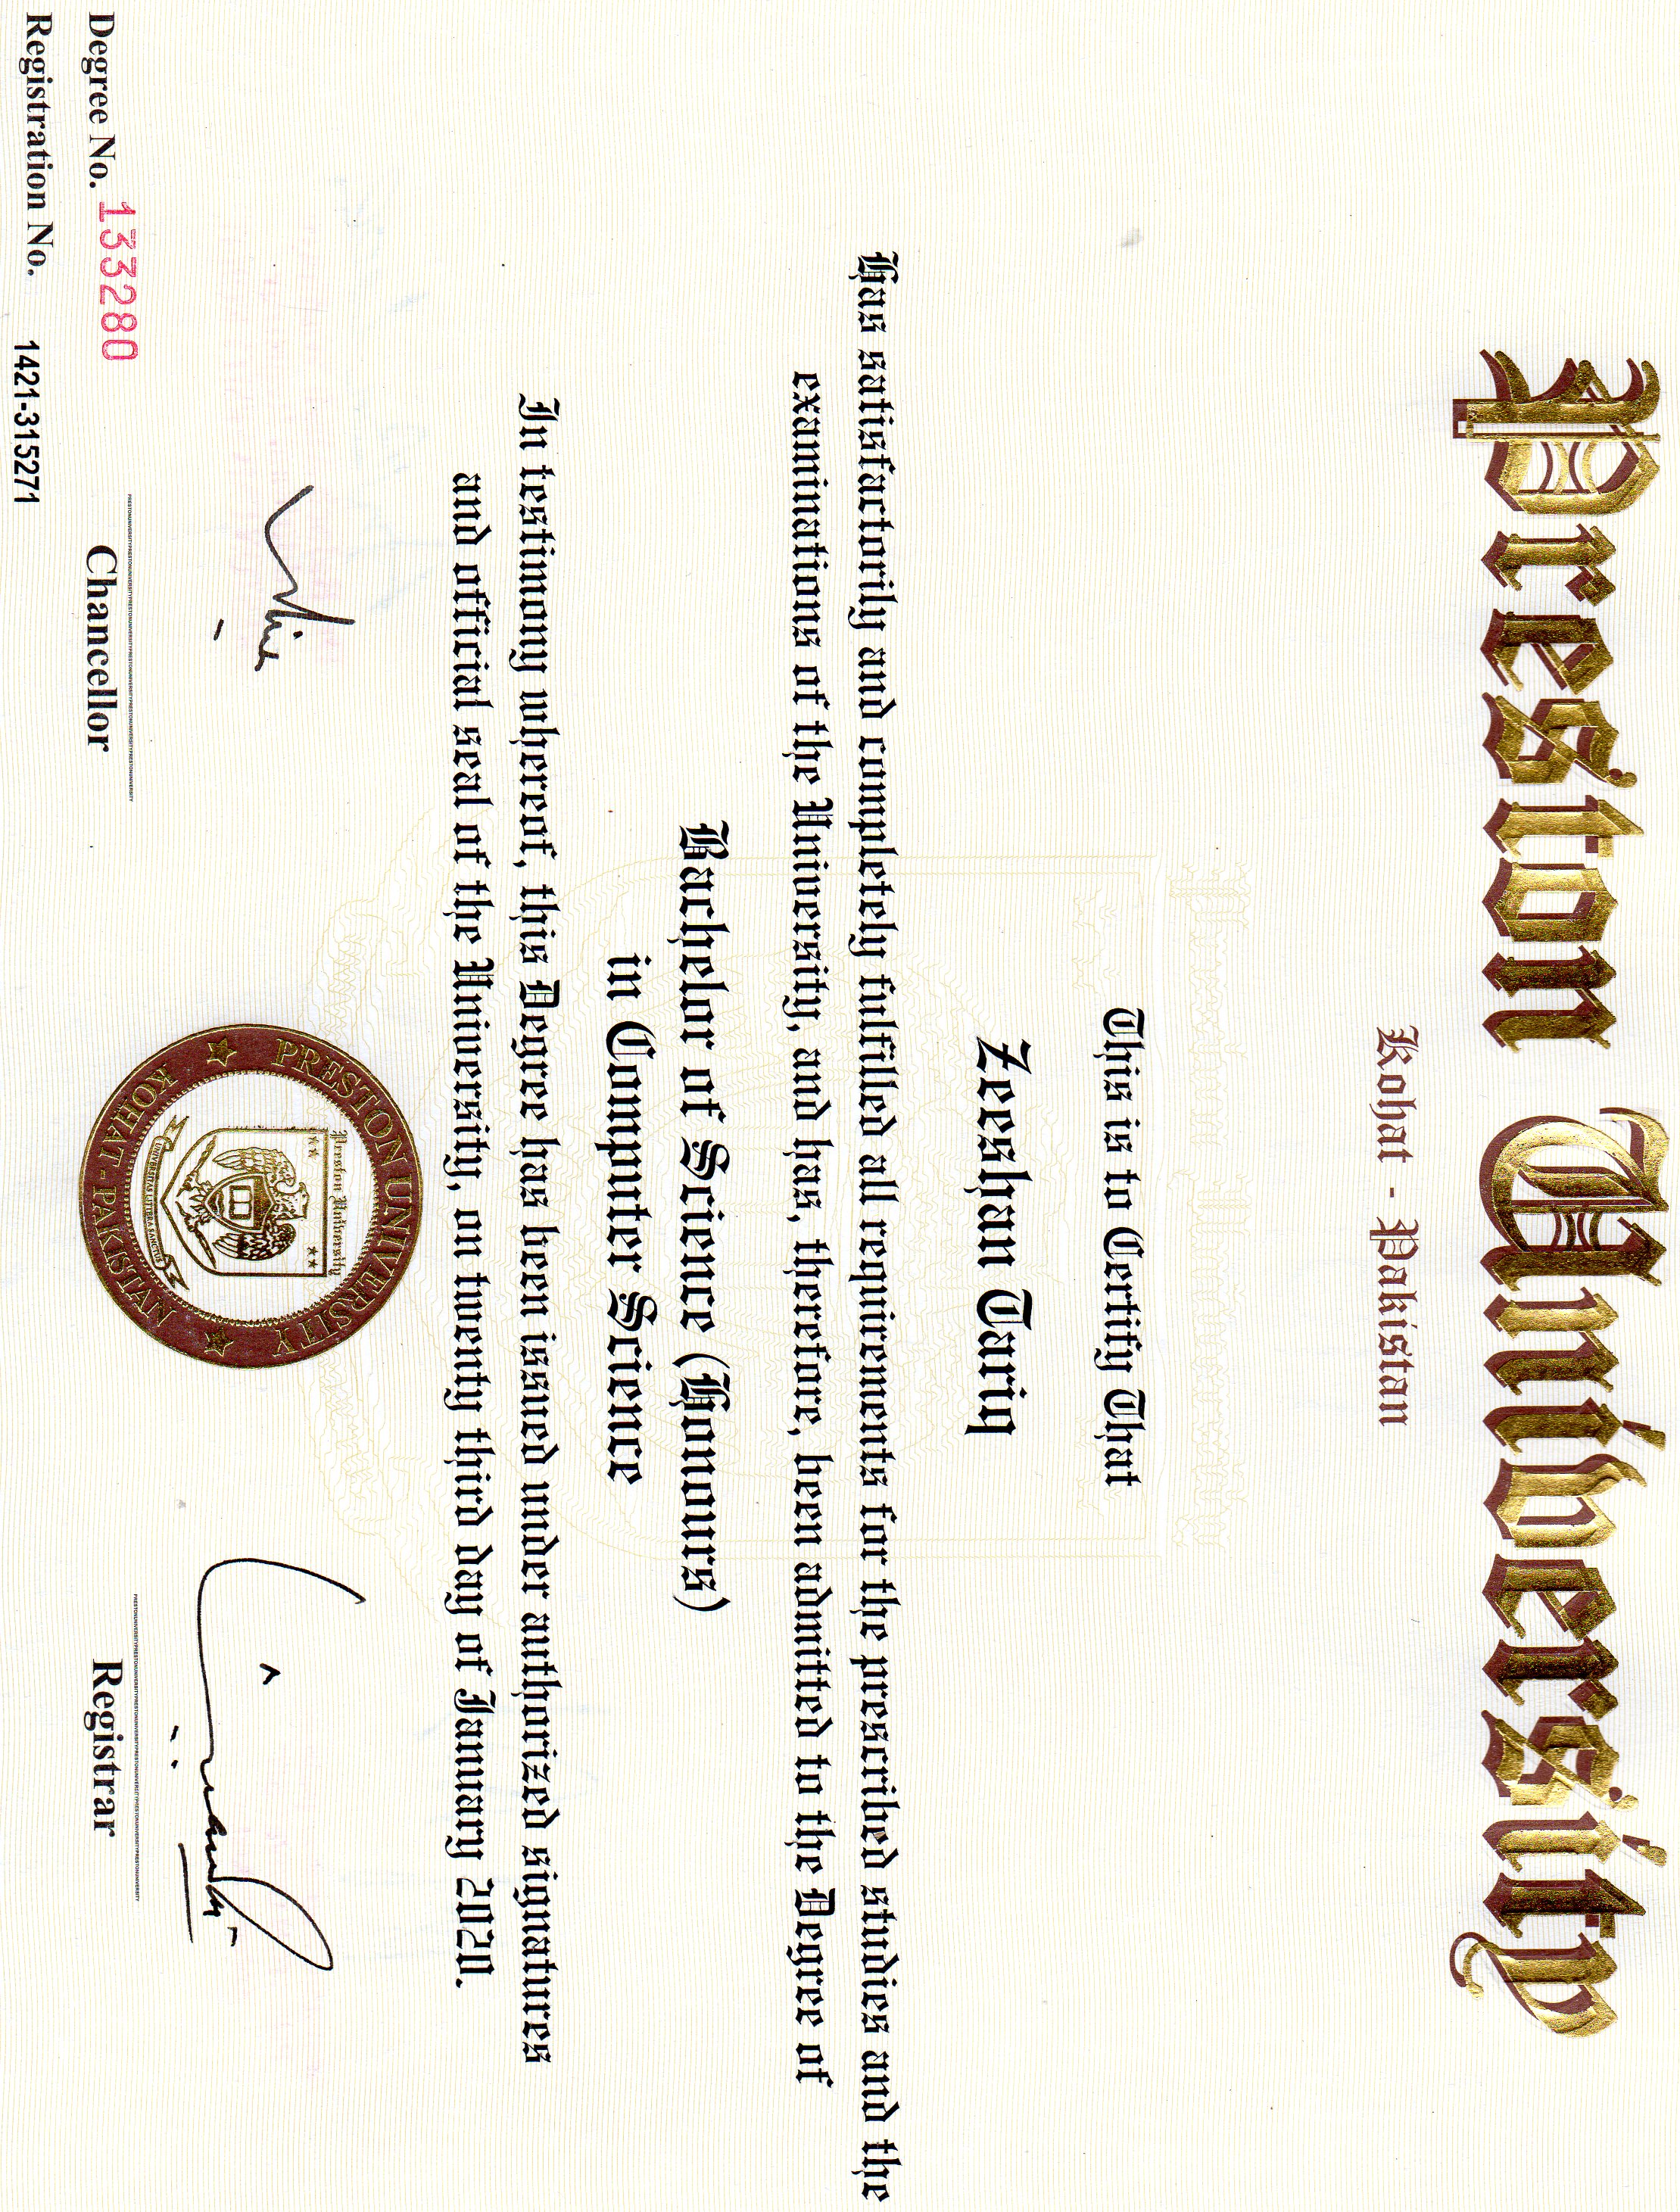 Preston University
Kohat - Pakistan
This is to Certify That
Zeeshan Tariq
Has satisfactorily and completely fulfilled all requirements for the prescribed studies and the
examinations of the University, and has, therefore, been admitted to the Degree of
Bachelor of Science (Honours)
in Computer Science
In testimony whereof, this Degree has been issued under authorized signatures
and official seal of the University, on twenty third day of January 2020.
PRESTON UNIVERSITY
KOHAT - PAKISTAN
Preston University
Chancellor
Registrar
Degree No. 133280
Registration No. 1421-315271